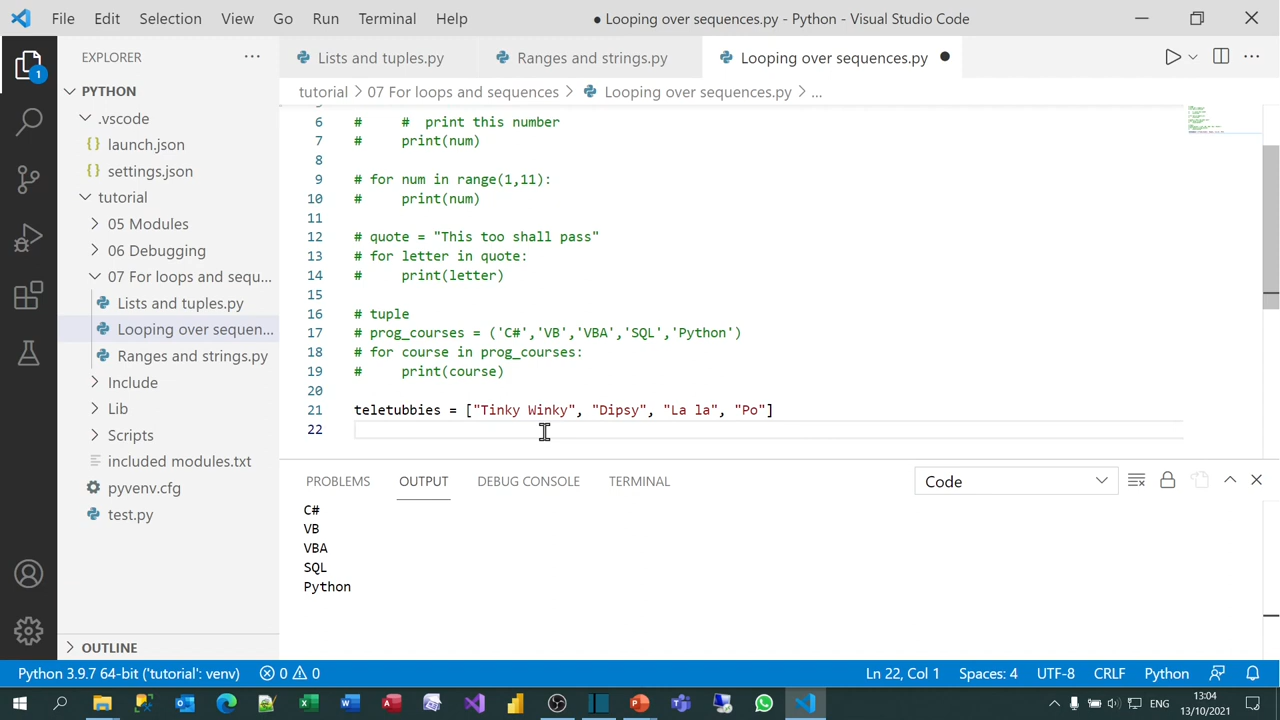 File Edit Selection View Go Run Terminal Help ● Looping over sequences.py - Python - Visual Studio Code
EXPLORER ···
Lists and tuples.py Ranges and strings.py Looping over sequences.py
PYTHON
tutorial > 07 For loops and sequences > Looping over sequences.py > ...
.vscode
launch.json
settings.json
tutorial
05 Modules
06 Debugging
07 For loops and sequ...
Lists and tuples.py
Looping over sequen...
Ranges and strings.py
Include
Lib
Scripts
included modules.txt
pyvenv.cfg
test.py
OUTLINE
1
6 #     #  print this number
7 #     print(num)
8
9 # for num in range(1,11):
10 #     print(num)
11
12 # quote = "This too shall pass"
13 # for letter in quote:
14 #     print(letter)
15
16 # tuple
17 # prog_courses = ('C#','VB','VBA','SQL','Python')
18 # for course in prog_courses:
19 #     print(course)
20
21 teletubbies = ["Tinky Winky", "Dipsy", "La la", "Po"]
22
PROBLEMS OUTPUT DEBUG CONSOLE TERMINAL Code
C#
VB
VBA
SQL
Python
Python 3.9.7 64-bit ('tutorial': venv) 0 0 Ln 22, Col 1 Spaces: 4 UTF-8 CRLF Python
ENG 13:04
13/10/2021